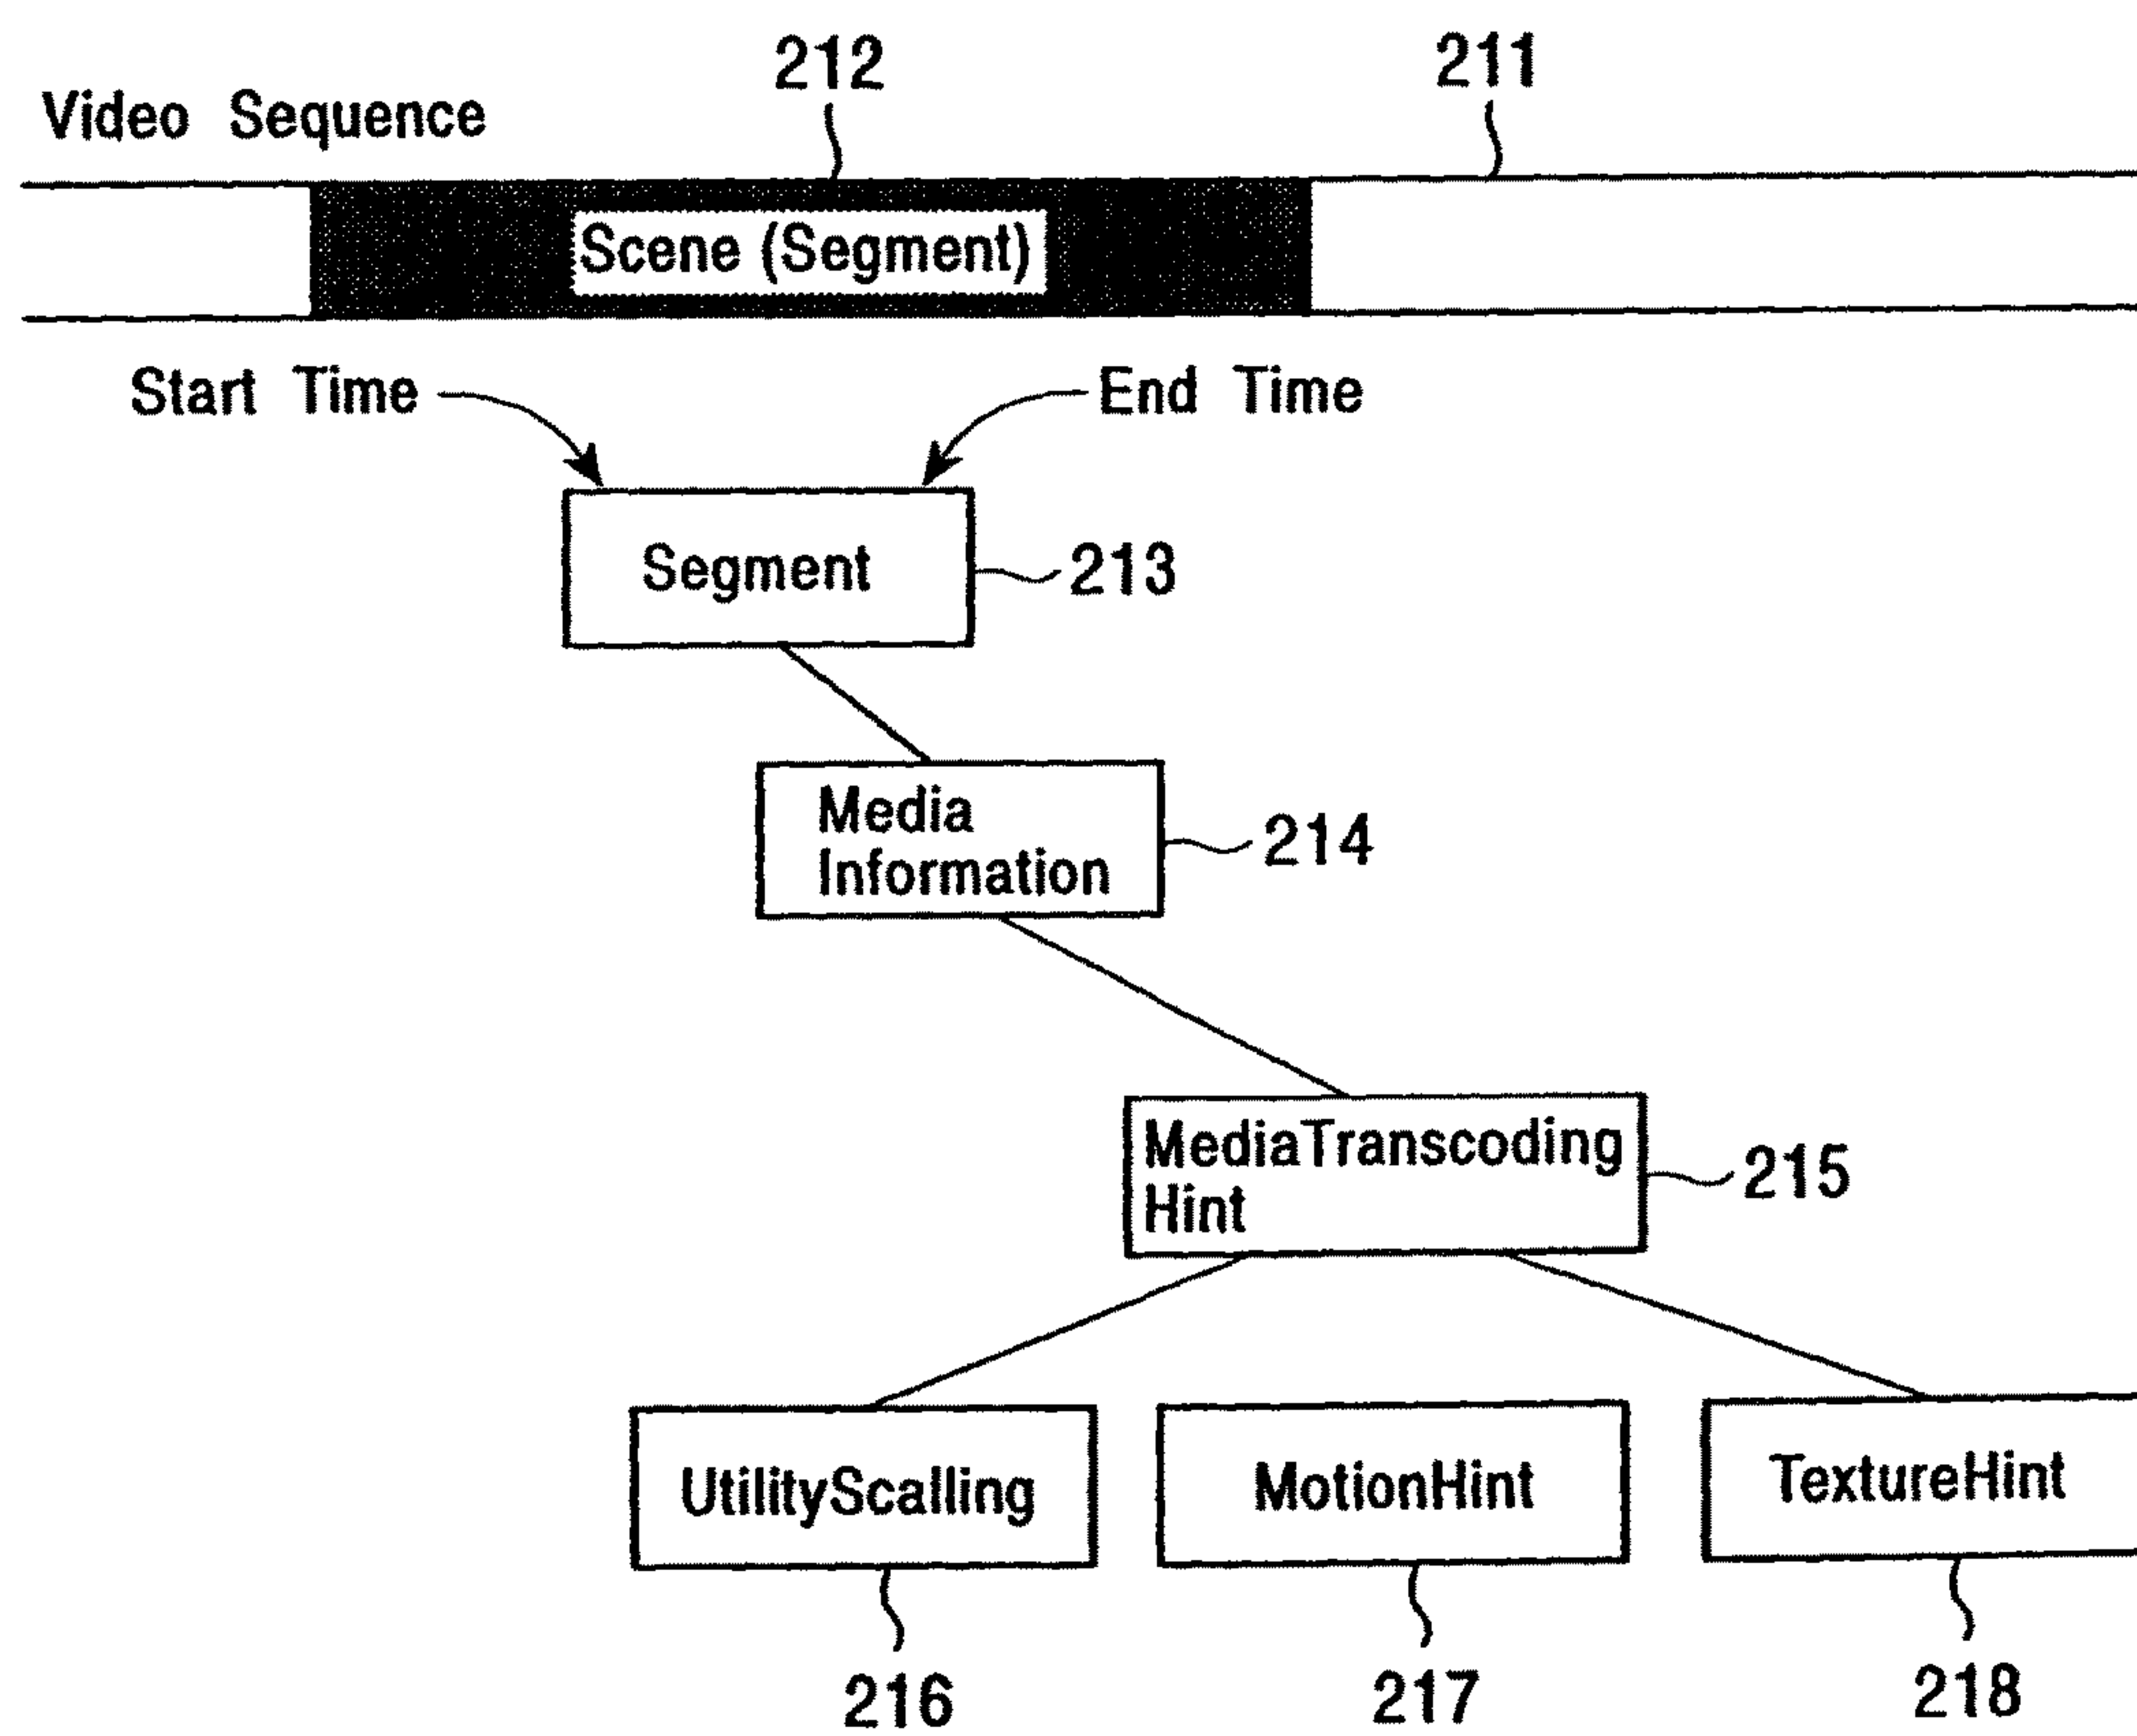 212
211
Video Sequence
Scene (Segment)
Start Time
End Time
Segment
213
Media
Information
214
MediaTranscoding
Hint
215
UtilityScalling
MotionHint
TextureHint
216
217
218